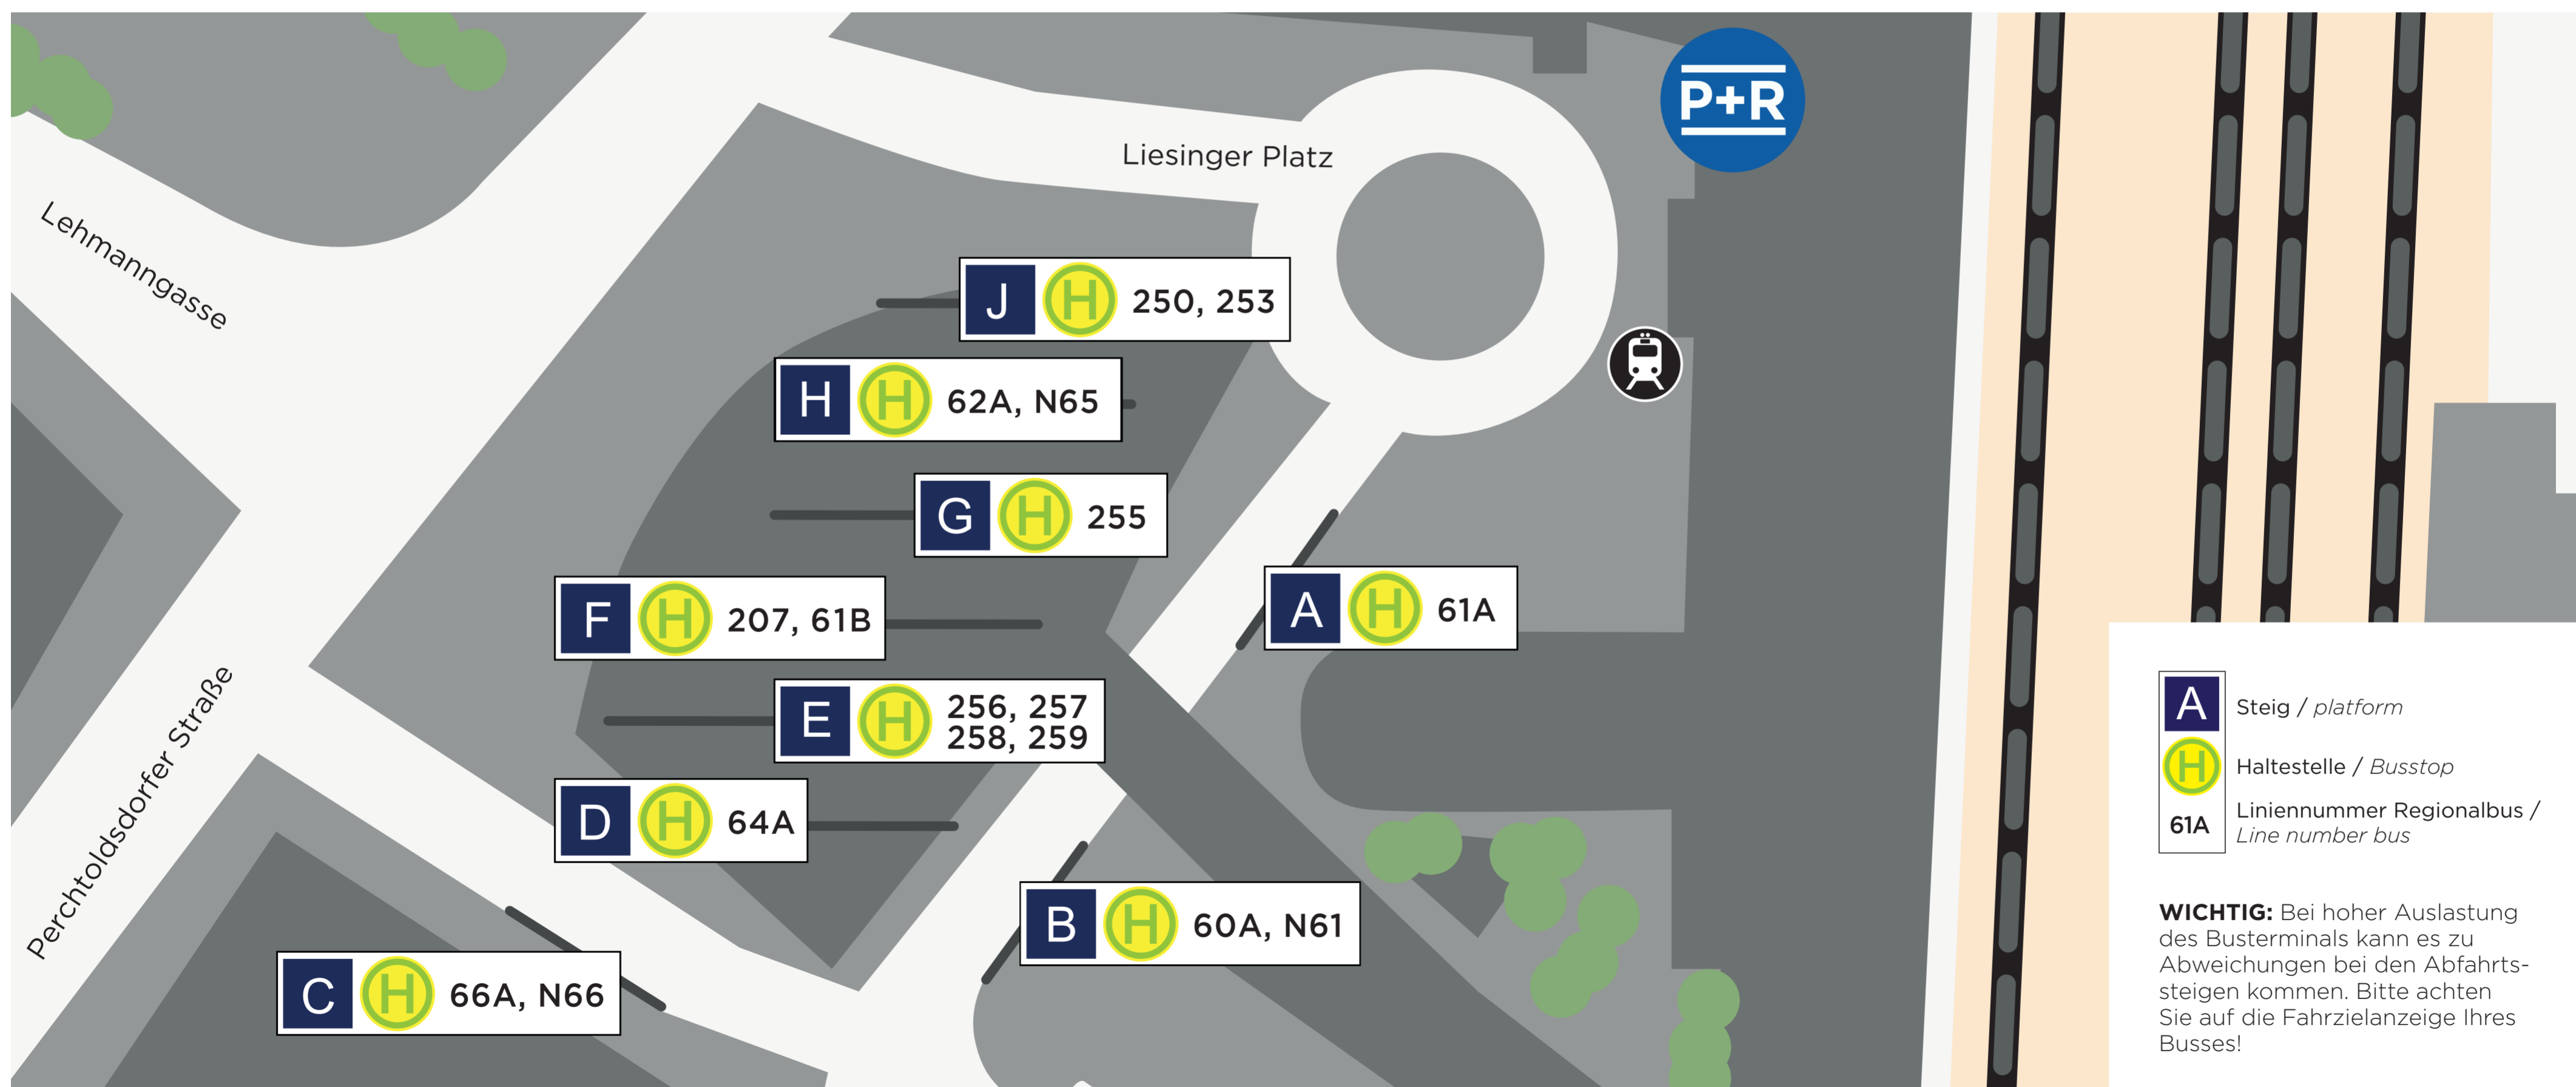 P+R
Liesinger Platz
Lehmanngasse
J H 250, 253
H H 62A, N65
G H 255
F H 207, 61B
A H 61A
E H 256, 257
258, 259
D H 64A
B H 60A, N61
C H 66A, N66
Perchtoldsdorfer Straße
A Steig / platform
H Haltestelle / Busstop
61A Liniennummer Regionalbus /
Line number bus
WICHTIG: Bei hoher Auslastung
des Busterminals kann es zu
Abweichungen bei den Abfahrts-
steigen kommen. Bitte achten
Sie auf die Fahrzielanzeige Ihres
Busses!